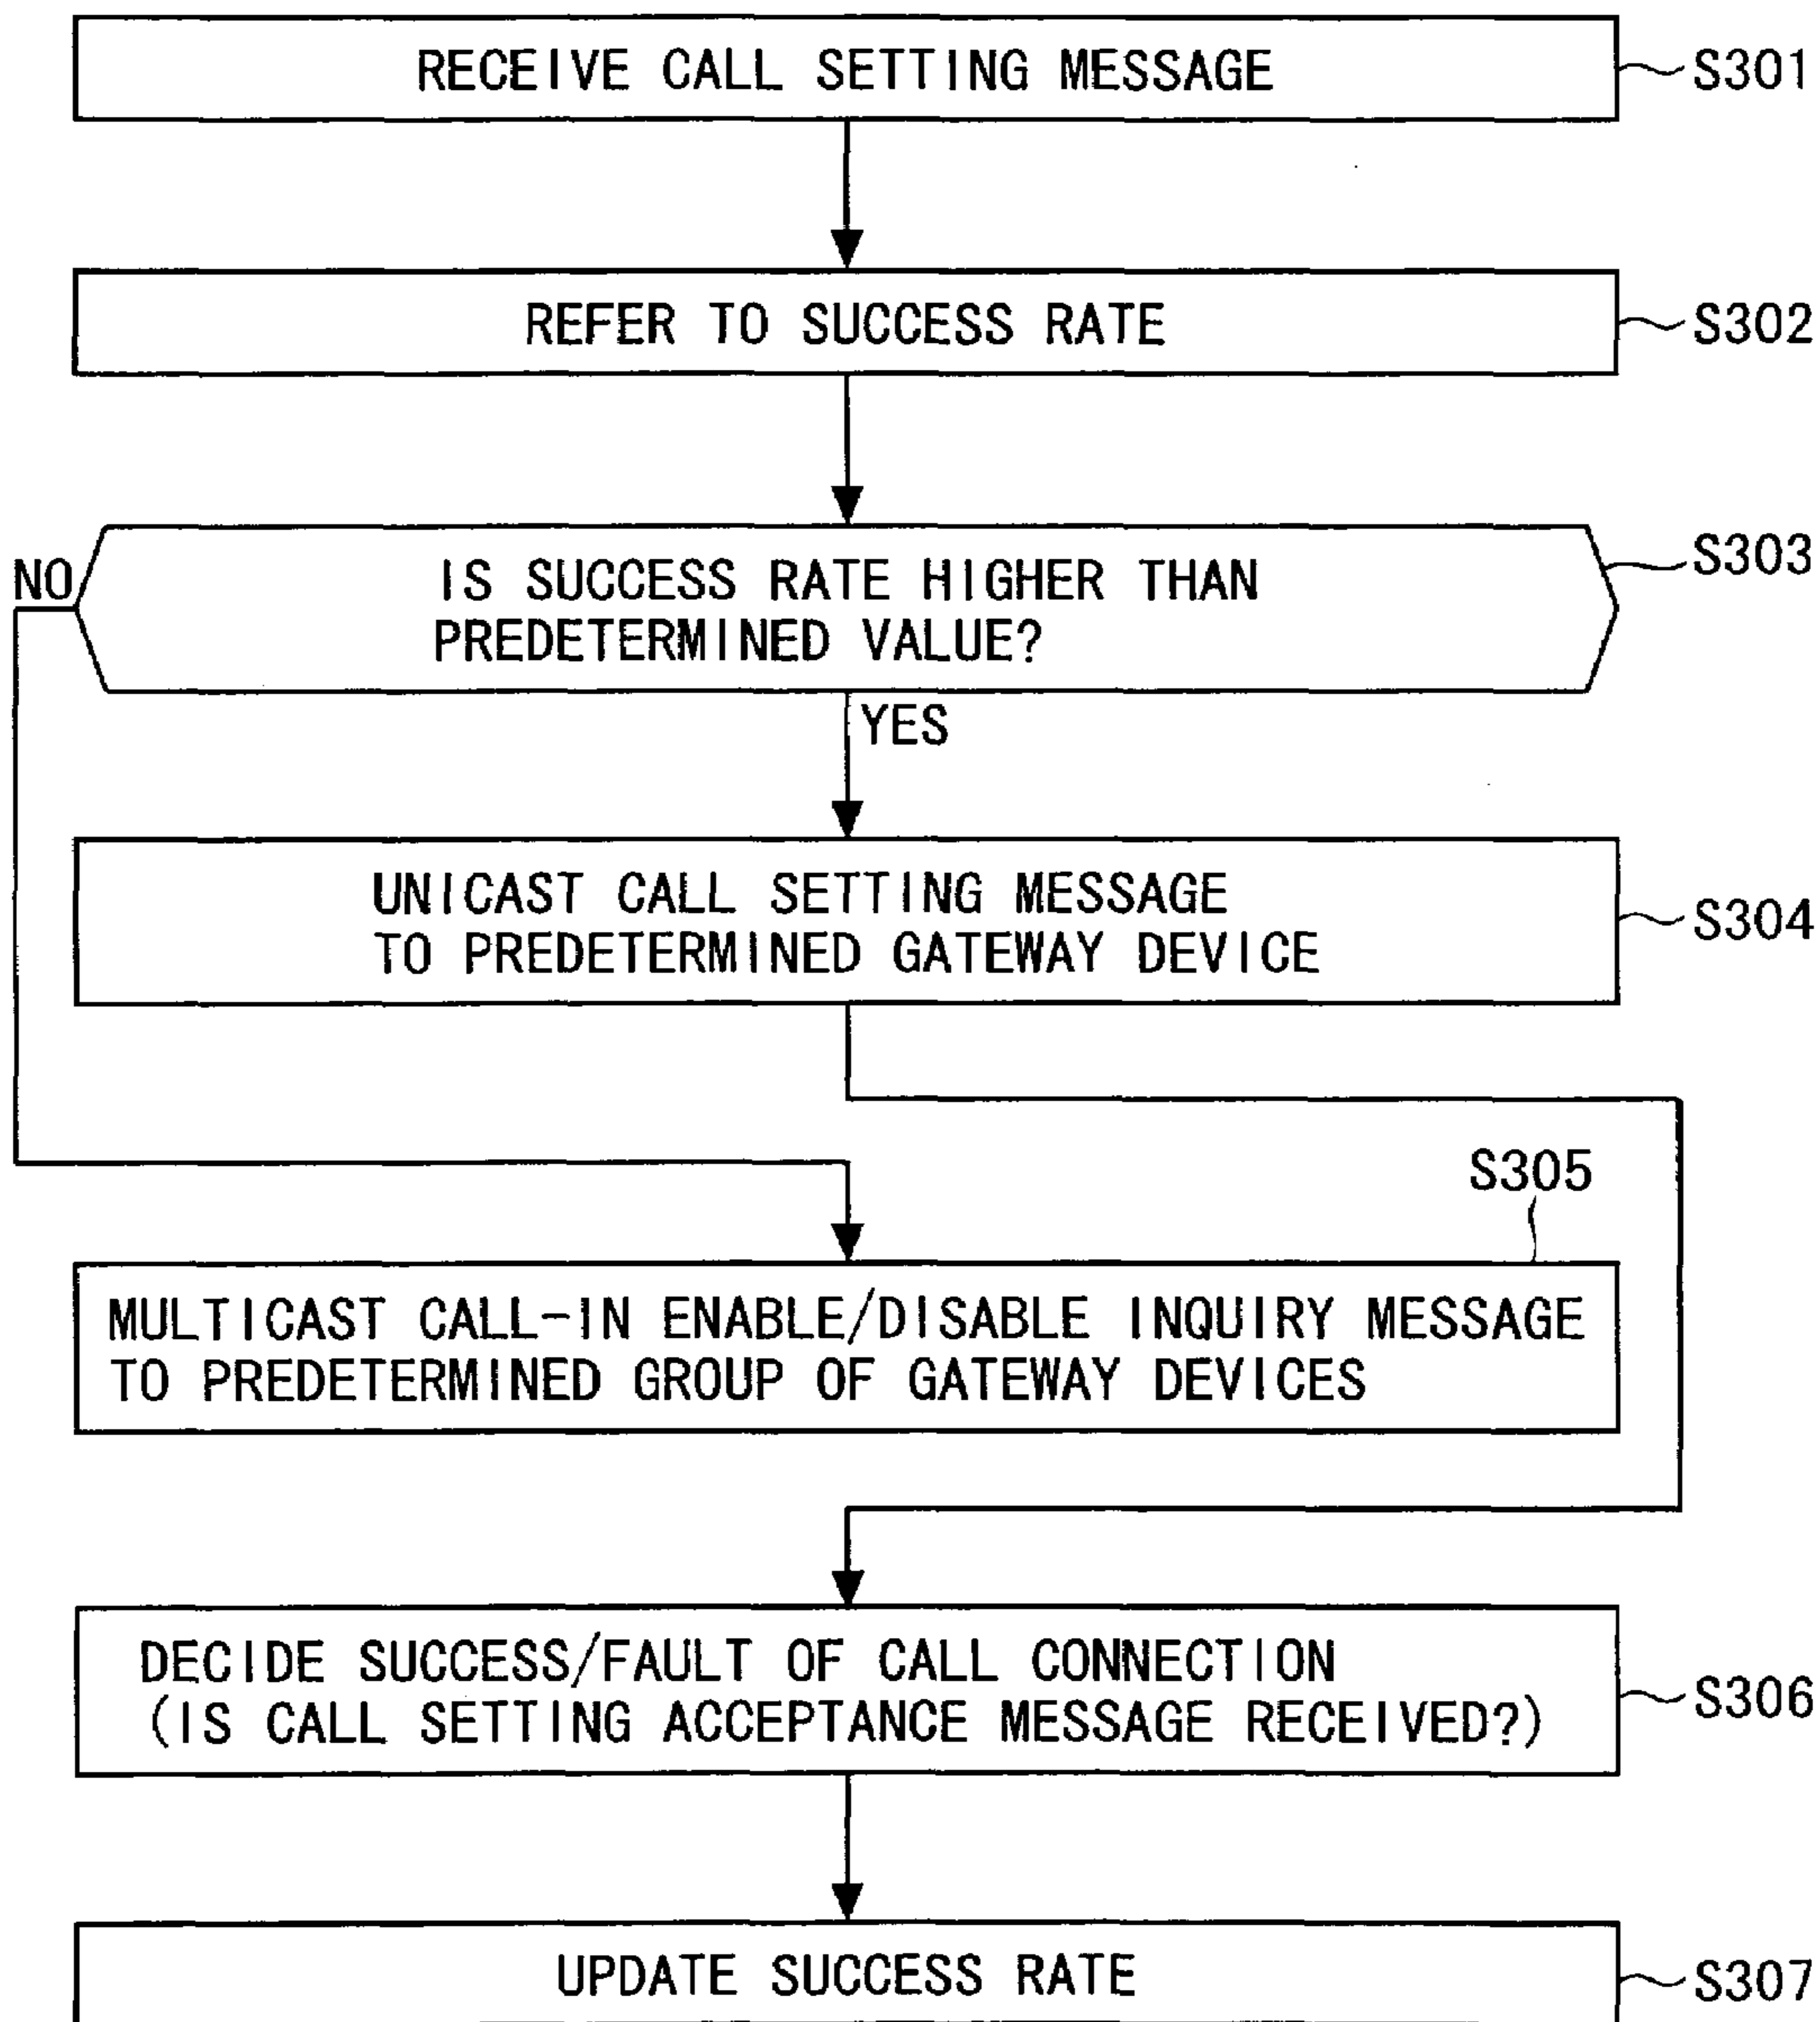 RECEIVE CALL SETTING MESSAGE
S301
REFER TO SUCCESS RATE
S302
NO
IS SUCCESS RATE HIGHER THAN
PREDETERMINED VALUE?
S303
YES
UNICAST CALL SETTING MESSAGE
TO PREDETERMINED GATEWAY DEVICE
S304
S305
MULTICAST CALL-IN ENABLE/DISABLE INQUIRY MESSAGE
TO PREDETERMINED GROUP OF GATEWAY DEVICES
DECIDE SUCCESS/FAULT OF CALL CONNECTION
(IS CALL SETTING ACCEPTANCE MESSAGE RECEIVED?)
S306
UPDATE SUCCESS RATE
S307